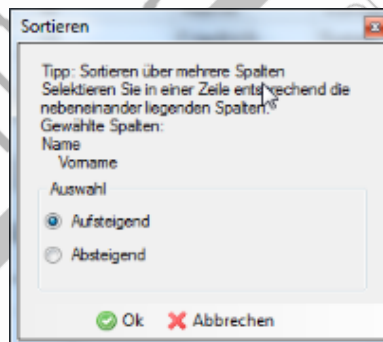 Sortieren
Tipp: Sortieren über mehrere Spalten
Selektieren Sie in einer Zeile entsprechend die
nebeneinander liegenden Spalten.
Gewählte Spalten:
Name
Vorname
Auswahl
Aufsteigend
Absteigend
Ok Abbrechen